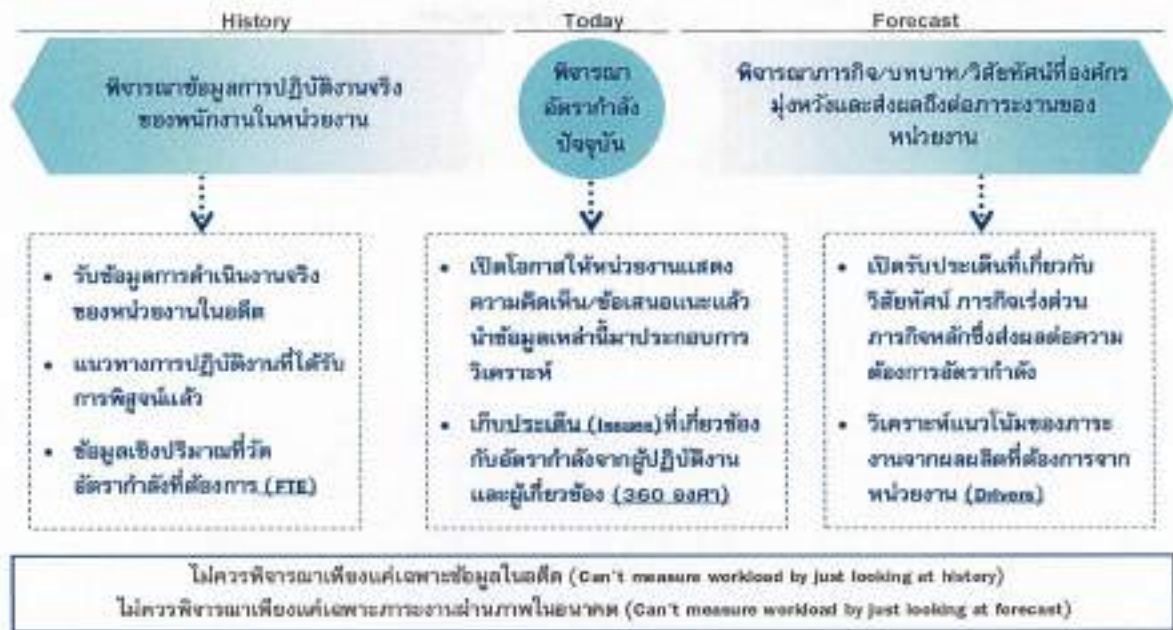 History
Today
Forecast
พิจารณาข้อมูลการปฏิบัติงานจริง
ของพนักงานในหน่วยงาน
พิจารณา
อัตรากำลัง
ปัจจุบัน
พิจารณาภารกิจ/บทบาท/วิสัยทัศน์ที่องค์กร
มุ่งหวังและส่งผลถึงต่อภาระงานของ
หน่วยงาน
• รับข้อมูลการดำเนินงานจริง
ของหน่วยงานในอดีต
• แนวทางการปฏิบัติงานที่ได้รับ
การพิสูจน์แล้ว
• ข้อมูลเชิงปริมาณที่วัด
อัตรากำลังที่ต้องการ (FTE)
• เปิดโอกาสให้หน่วยงานแสดง
ความคิดเห็น/ข้อเสนอแนะแล้ว
นำข้อมูลเหล่านี้มาประกอบการ
วิเคราะห์
• เก็บประเด็น (Issues)ที่เกี่ยวข้อง
กับอัตรากำลังจากผู้ปฏิบัติงาน
และผู้เกี่ยวข้อง (360 องศา)
• เปิดรับประเด็นที่เกี่ยวกับ
วิสัยทัศน์ ภารกิจเร่งด่วน
ภารกิจหลักซึ่งส่งผลต่อความ
ต้องการอัตรากำลัง
• วิเคราะห์แนวโน้มของภาระ
งานจากผลผลิตที่ต้องการจาก
หน่วยงาน (Drivers)
ไม่ควรพิจารณาเพียงแค่เฉพาะข้อมูลในอดีต (Can't measure workload by just looking at history)
ไม่ควรพิจารณาเพียงแค่เฉพาะภาระงานผ่านภาพในอนาคต (Can't measure workload by just looking at forecast)